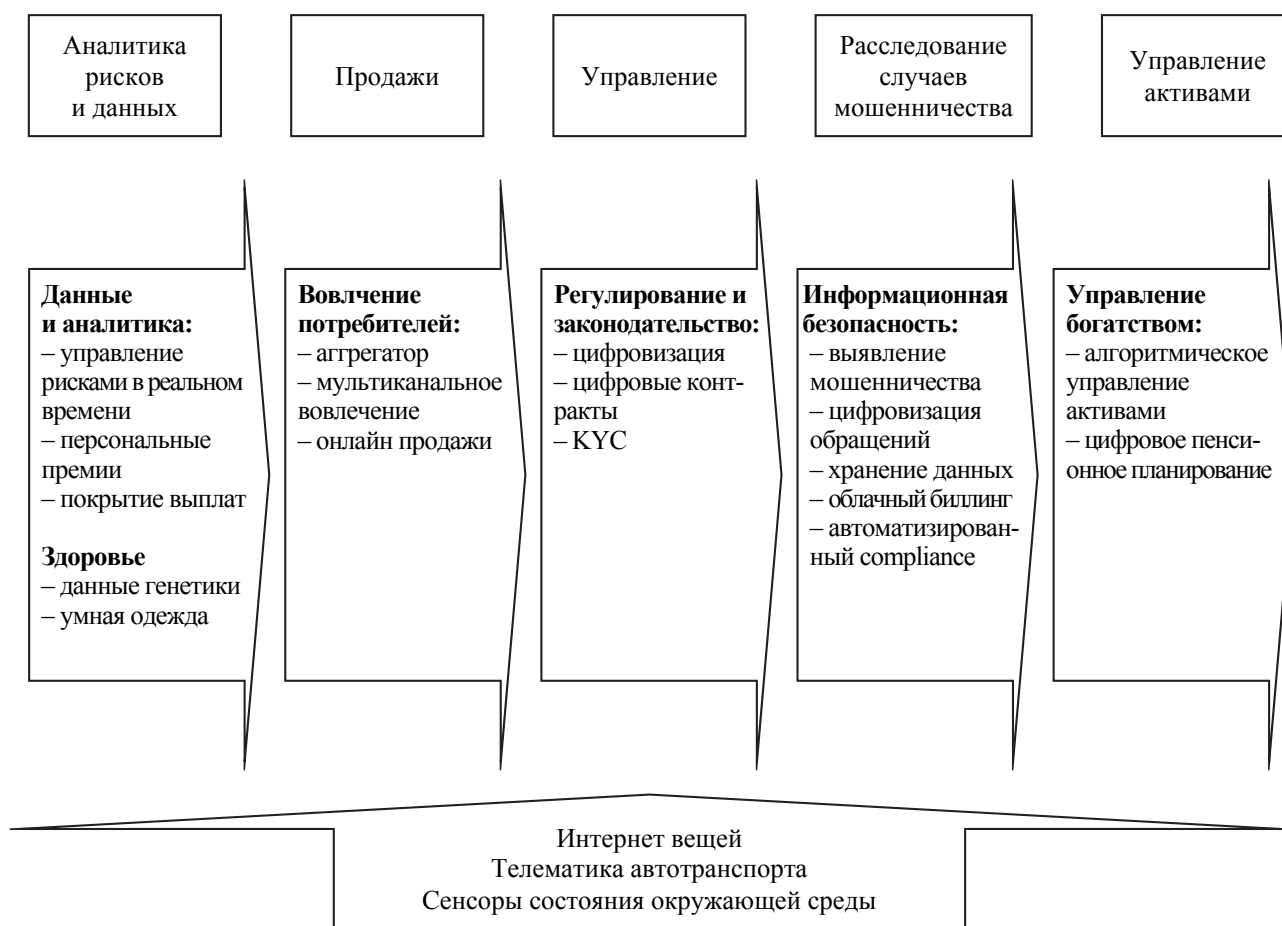 Аналитика
рисков
и данных
Продажи
Управление
Расследование
случаев
мошенничества
Управление
активами
Данные
и аналитика:
– управление
рисками в реальном
времени
– персональные
премии
– покрытие выплат
Здоровье
– данные генетики
– умная одежда
Вовлчение
потребителей:
– аггрегатор
– мультиканальное
вовлечение
– онлайн продажи
Регулирование и
законодательство:
– цифровизация
– цифровые конт-
ракты
– KYC
Информационная
безопасность:
– выявление
мошенничества
– цифровизация
обращений
– хранение данных
– облачный биллинг
– автоматизирован-
ный compliance
Управление
богатством:
– алгоритмическое
управление
активами
– цифровое пенси-
онное планирование
Интернет вещей
Телематика автотранспорта
Сенсоры состояния окружающей среды